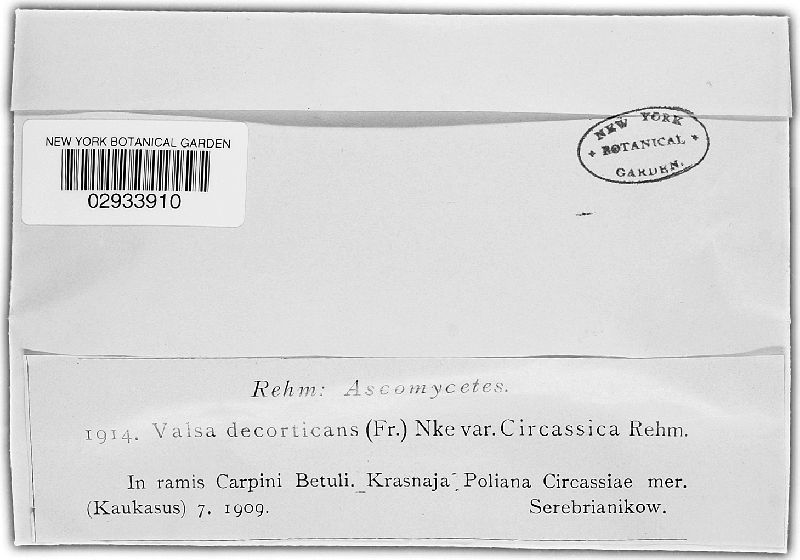 NEW YORK BOTANICAL GARDEN
02933910
NEW YORK
BOTANICAL
GARDEN.
Rehm: Ascomycetes.
1914. Valsa decorticans (Fr.) Nke var. Circassica Rehm.
In ramis Carpini Betuli. Krasnaja Poliana Circassiae mer.
(Kaukasus) 7. 1909. Serebrianikow.